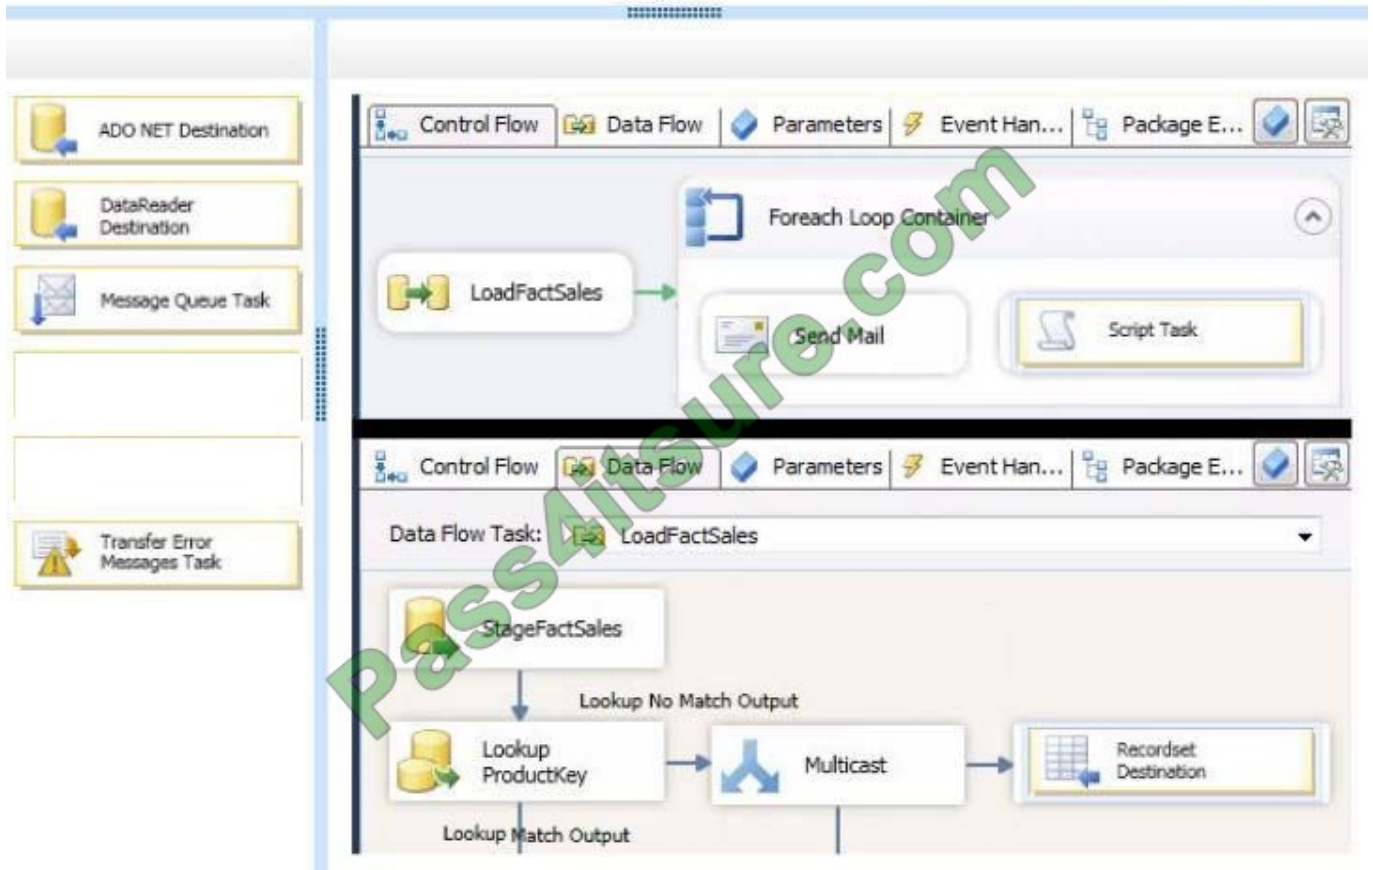 ADO NET Destination
DataReader
Destination
Message Queue Task
Transfer Error
Messages Task
Control Flow
Data Flow
Parameters
Event Han...
Package E...
Foreach Loop Container
LoadFactSales
Send Mail
Script Task
Control Flow
Data Flow
Parameters
Event Han...
Package E...
Data Flow Task:
LoadFactSales
StageFactSales
Lookup No Match Output
Lookup
ProductKey
Multicast
Recordset
Destination
Lookup Match Output
Pass4itsure.com